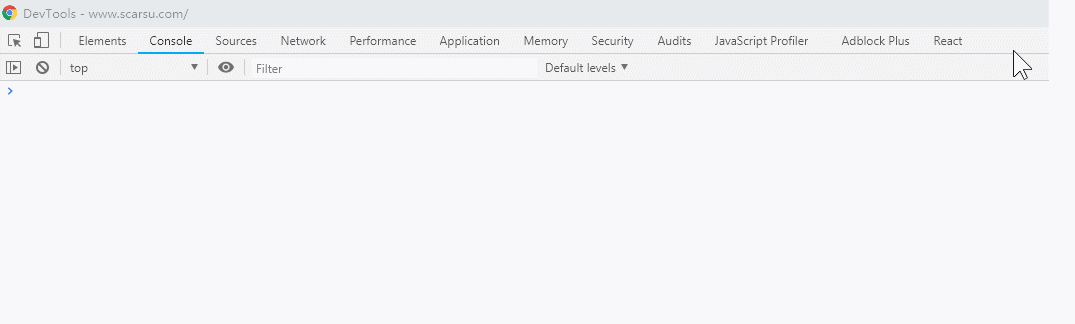 DevTools - www.scarsu.com/
Elements Console Sources Network Performance Application Memory Security Audits JavaScript Profiler Adblock Plus React
top Filter Default levels